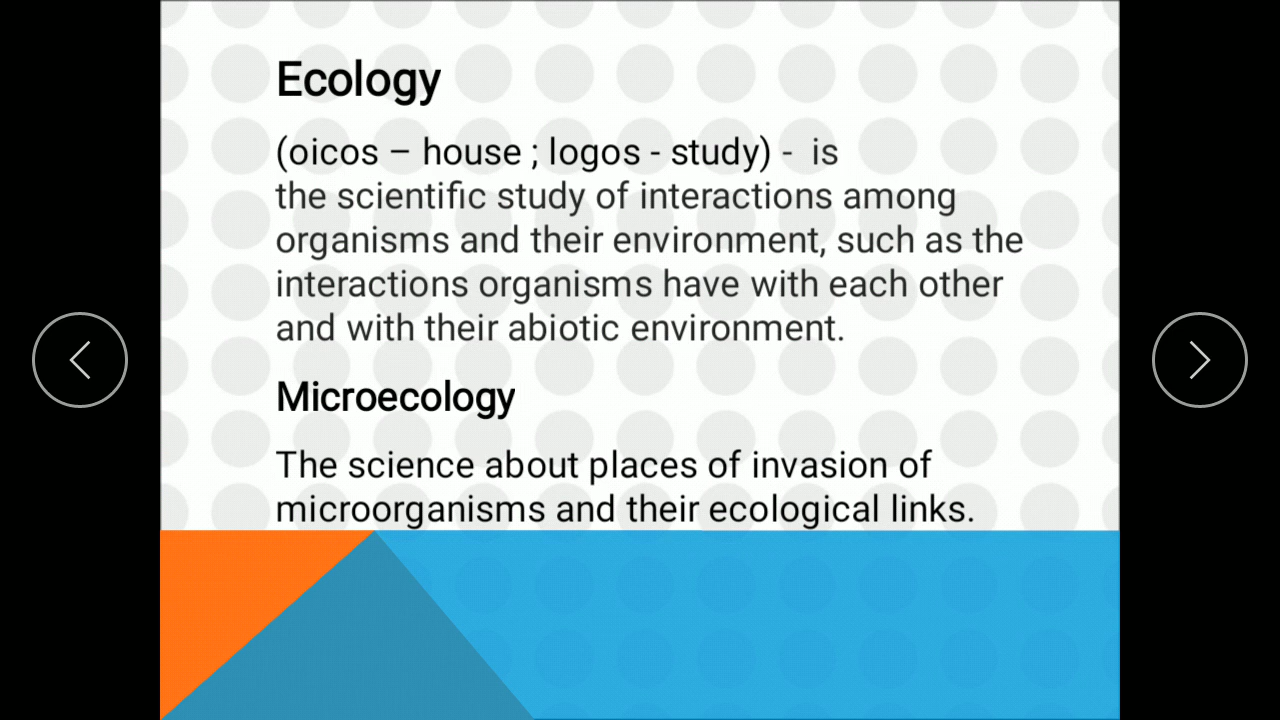 Ecology
(oicos – house ; logos - study) - is
the scientific study of interactions among
organisms and their environment, such as the
interactions organisms have with each other
and with their abiotic environment.
Microecology
The science about places of invasion of
microorganisms and their ecological links.